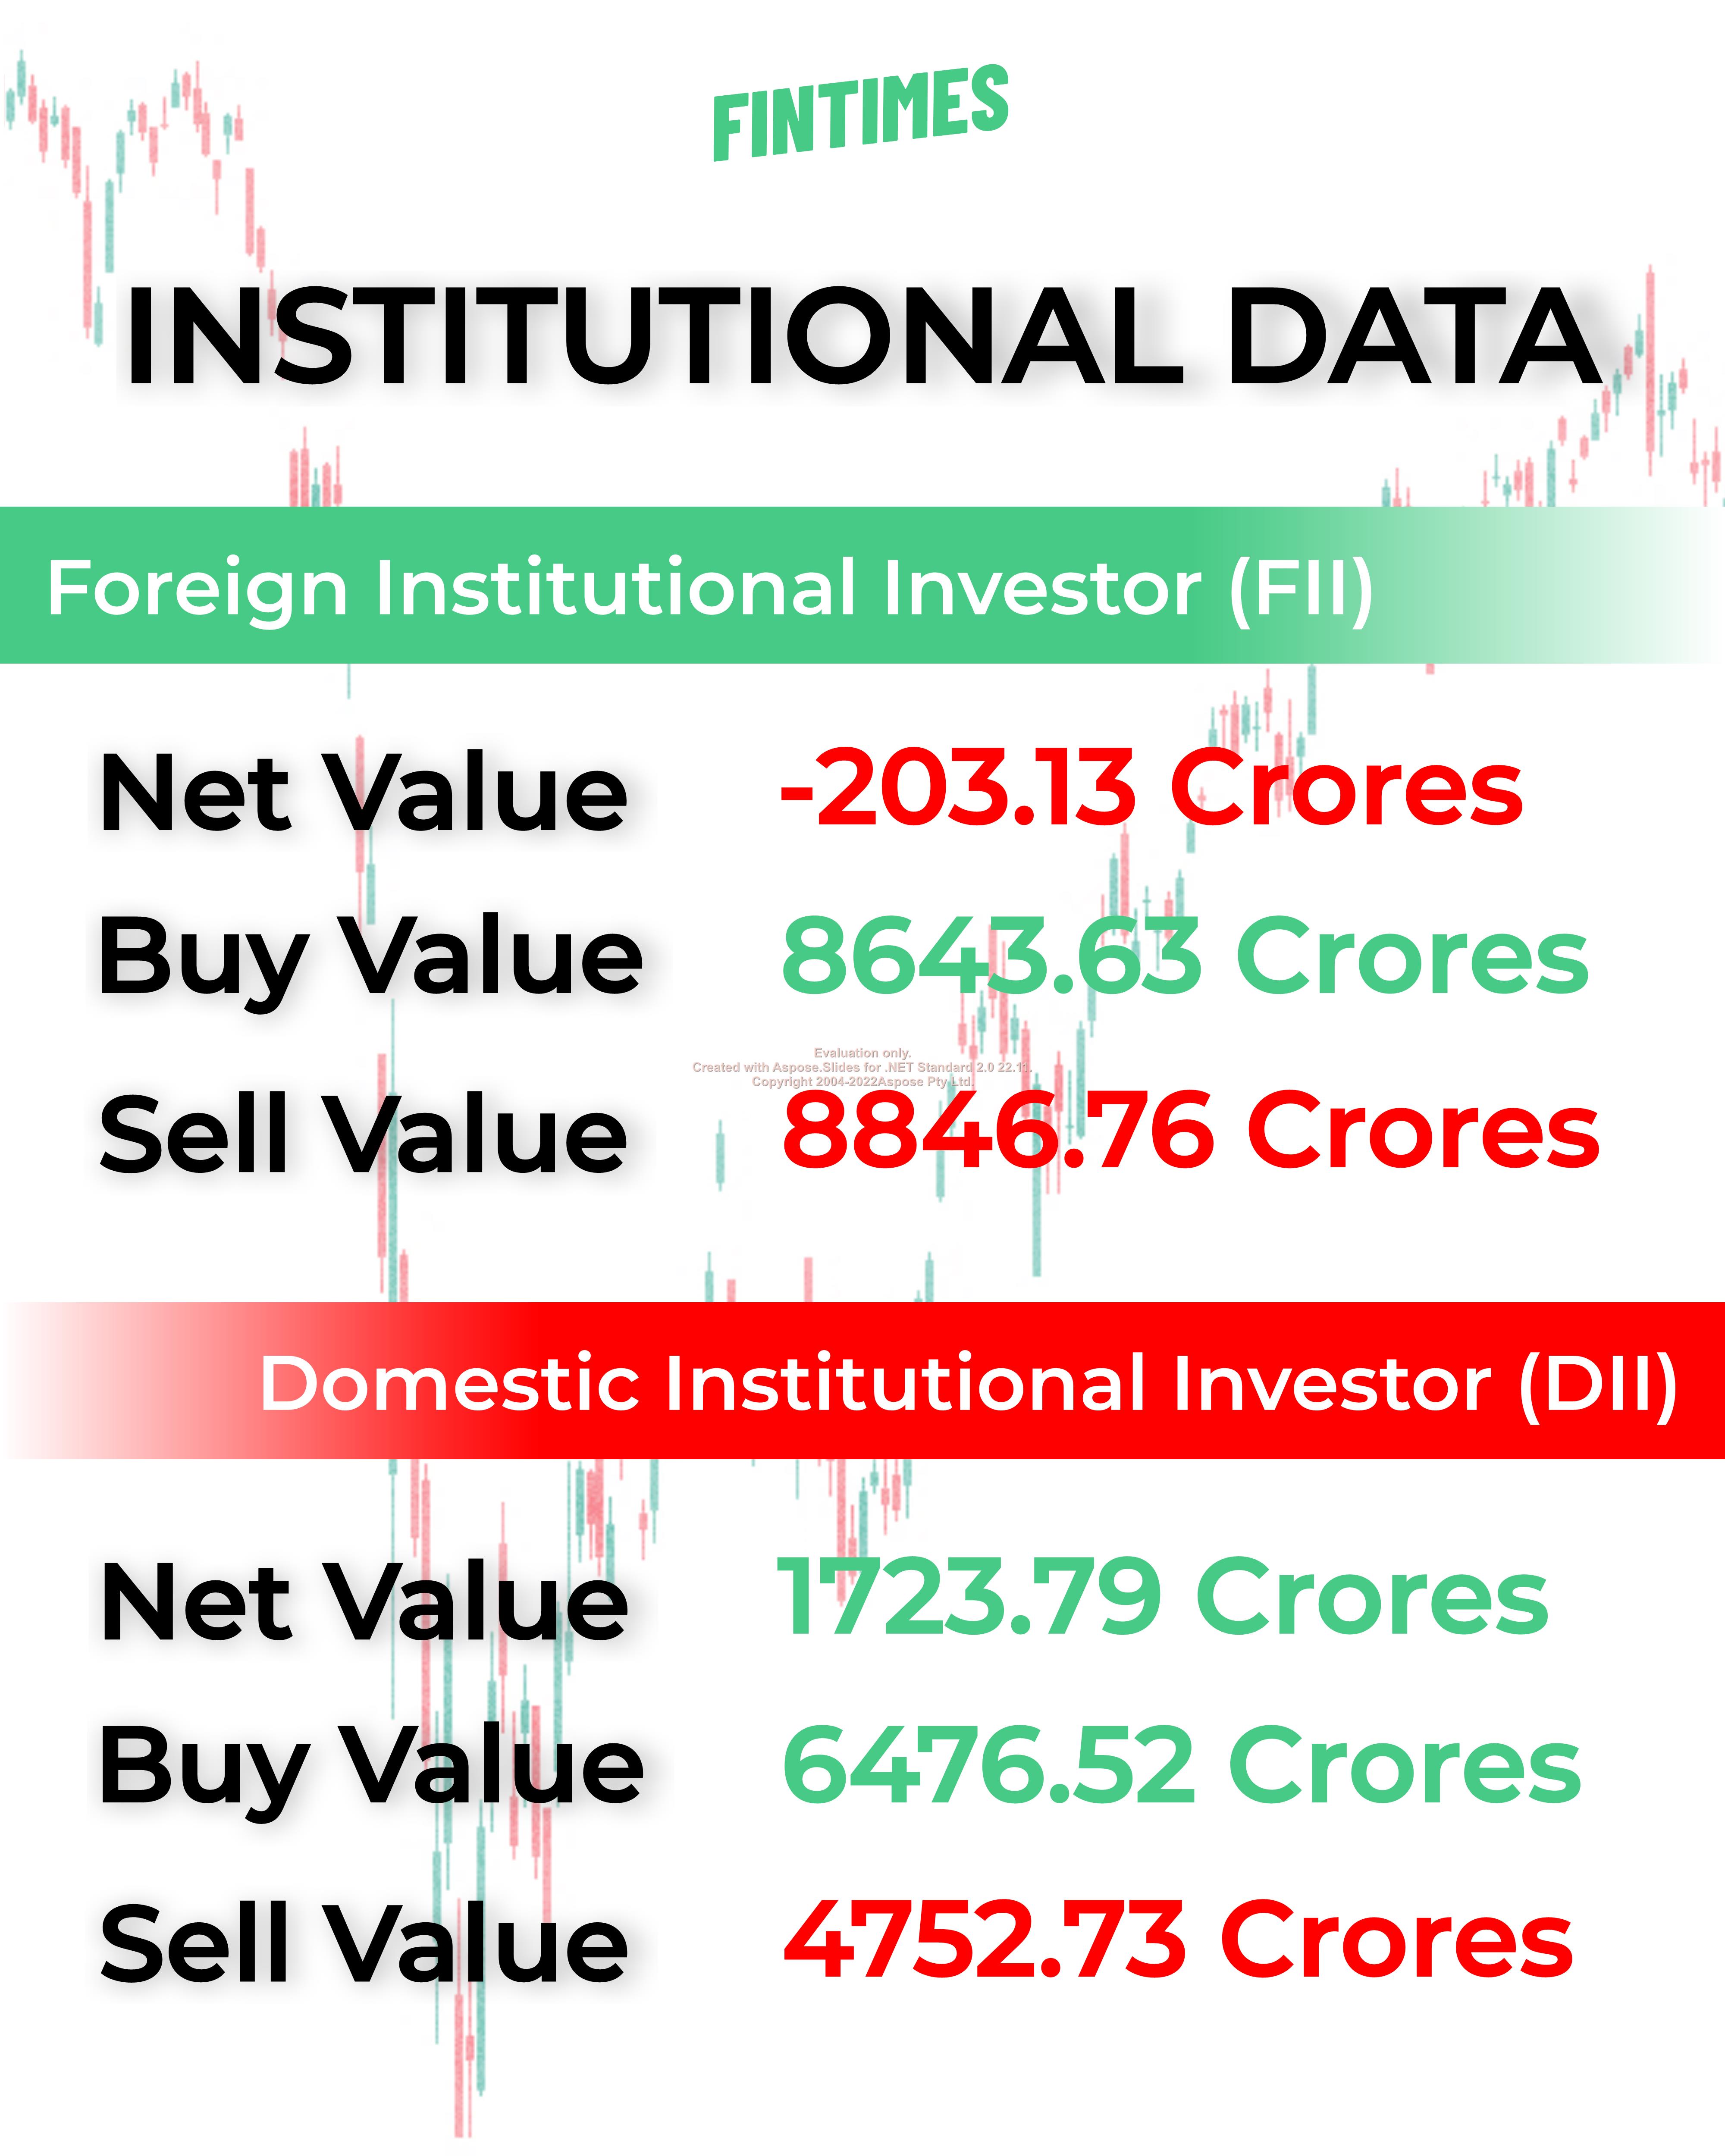 FINTIMES
INSTITUTIONAL DATA
Foreign Institutional Investor (FII)
Net Value -203.13 Crores
Buy Value 8643.63 Crores
Evaluation only.
Created with Aspose.Slides for .NET Standard 2.0 22.11.
Copyright 2004-2022Aspose Pty Ltd.
Sell Value 8846.76 Crores
Domestic Institutional Investor (DII)
Net Value 1723.79 Crores
Buy Value 6476.52 Crores
Sell Value 4752.73 Crores